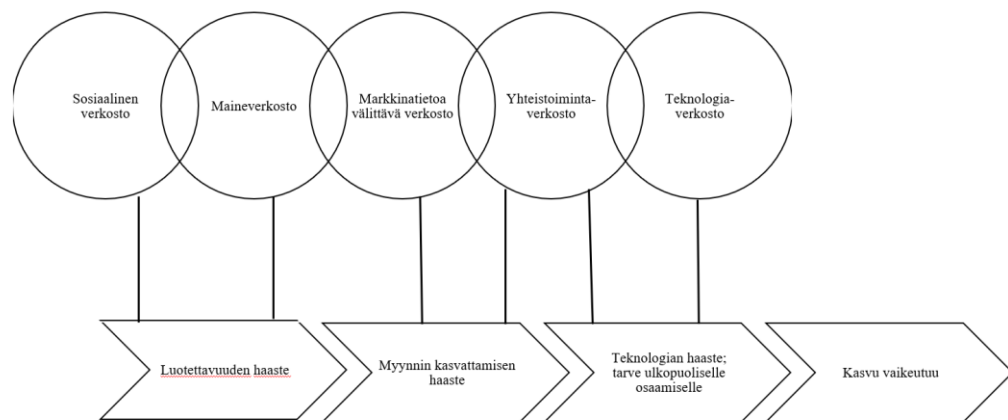 Sosiaalinen
verkosto
Maineverkosto
Markkinatietoa
välittävä verkosto
Yhteistoiminta-
verkosto
Teknologia-
verkosto
Luotettavuuden haaste
Myynnin kasvattamisen
haaste
Teknologian haaste;
tarve ulkopuoliselle
osaamiselle
Kasvu vaikeutuu